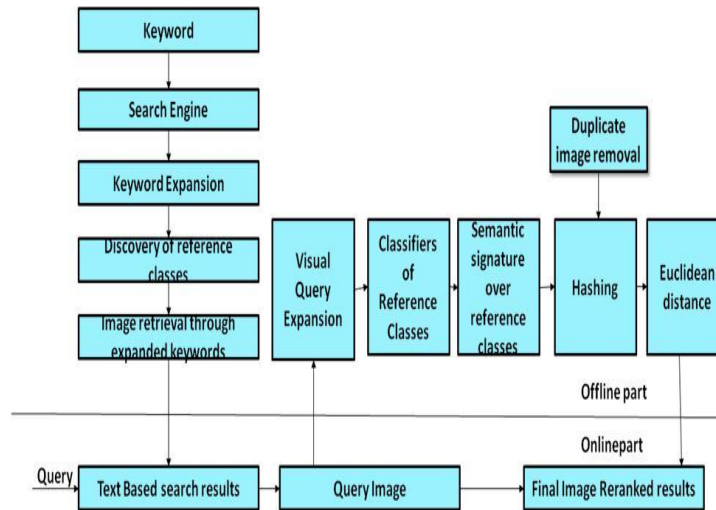 Keyword
Search Engine
Keyword Expansion
Discovery of reference
classes
Image retrieval through
expanded keywords
Duplicate
image removal
Visual
Query
Expansion
Classifiers
of
Reference
Classes
Semantic
signature over
reference
classes
Hashing
Euclidean
distance
Offline part
Onlinepart
Query
Text Based search results
Query Image
Final Image Reranked results